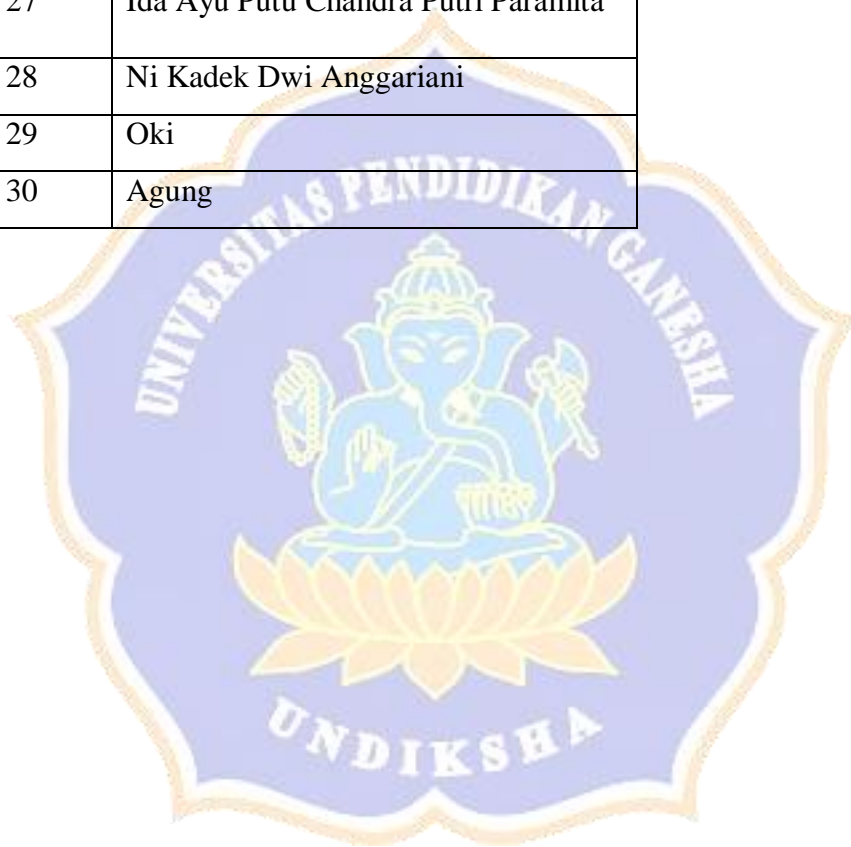 27 Ida Ayu Putu Chandra Putri Paramita
28 Ni Kadek Dwi Anggariani
29 Oki
30 Agung
UNIVERSITAS PENDIDIKAN GANESHA
UNDIKSHA